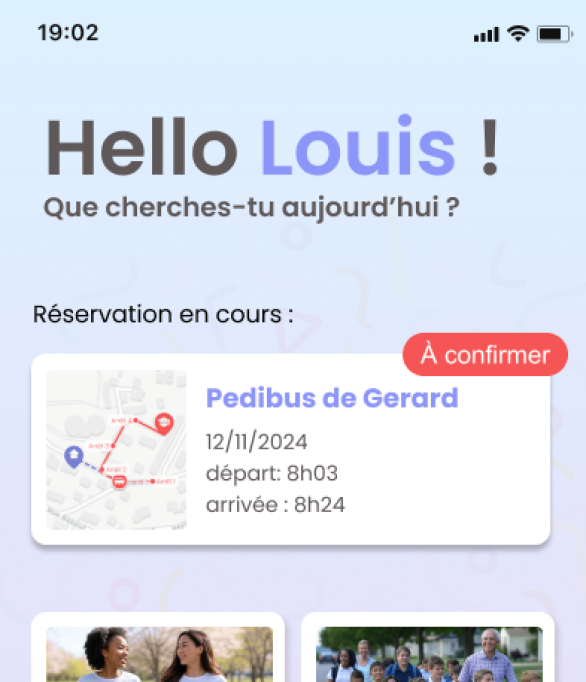 19:02
Hello Louis !
Que cherches-tu aujourd’hui ?
Réservation en cours :
À confirmer
Pedibus de Gerard
12/11/2024
départ: 8h03
arrivée : 8h24
Arrêt 4
Arrêt 3
Arrêt 2
Arrêt 1